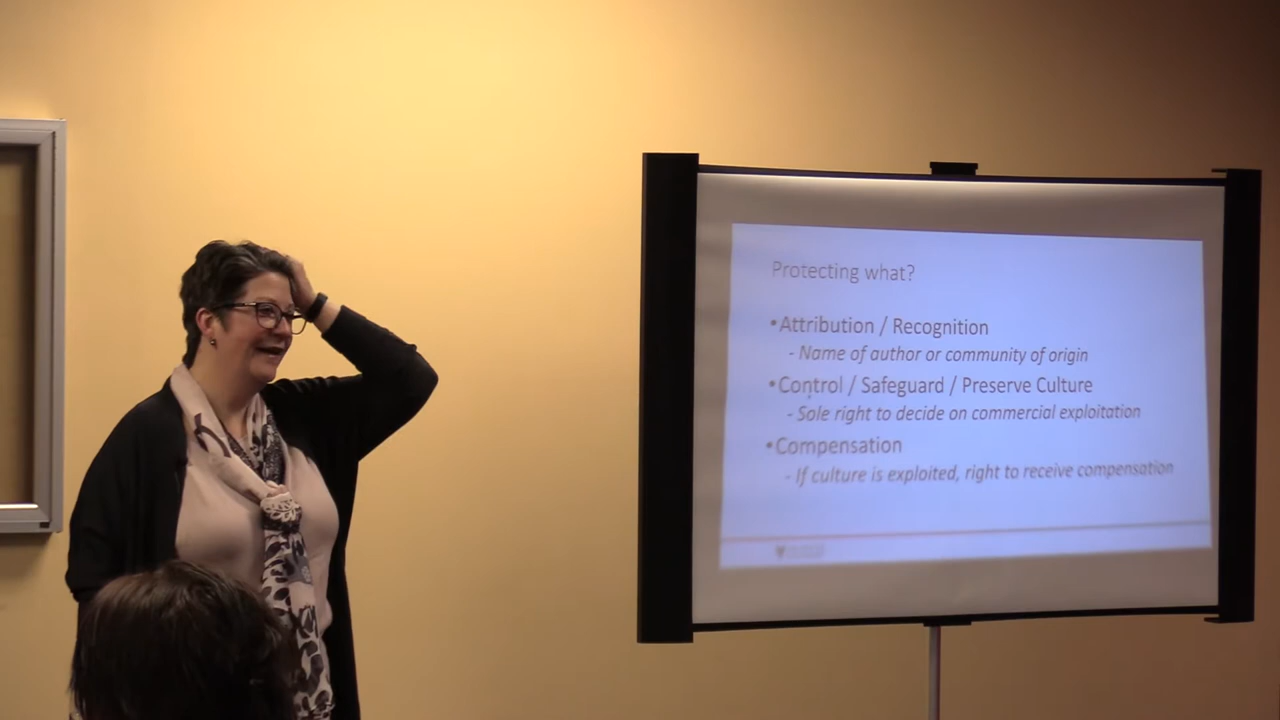 Protecting what?
•Attribution / Recognition
- Name of author or community of origin
•Control / Safeguard / Preserve Culture
- Sole right to decide on commercial exploitation
•Compensation
- If culture is exploited, right to receive compensation